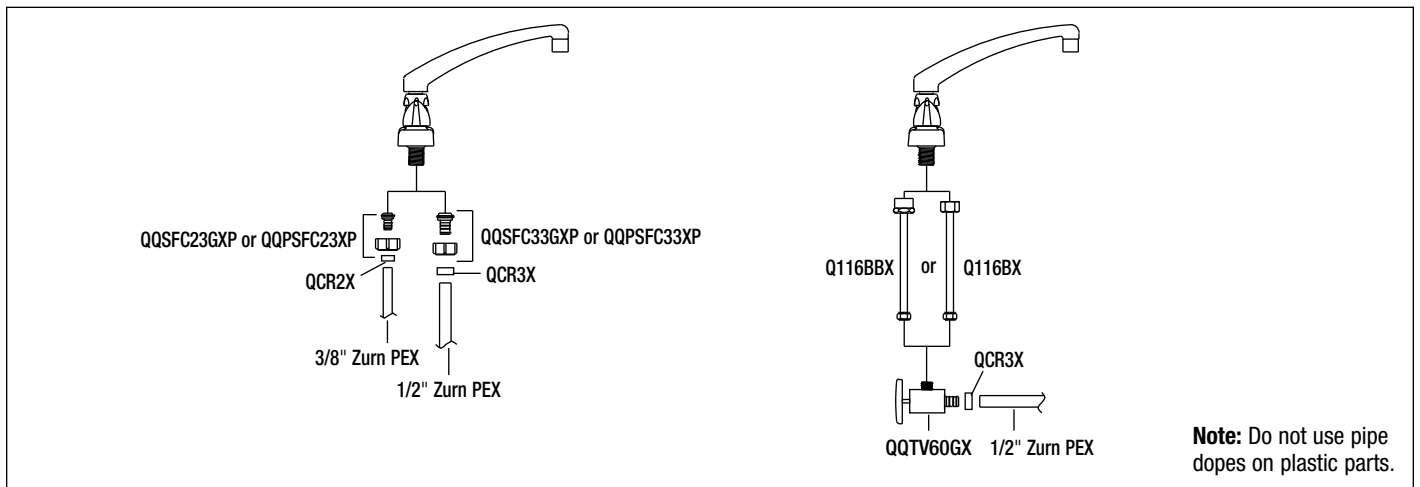 QQSFC23GXP or QQPSFC23XP
QCR2X
3/8" Zurn PEX
QQSFC33GXP or QQPSFC33XP
QCR3X
1/2" Zurn PEX
Q116BBX or Q116BX
QCR3X
QQTV60GX 1/2" Zurn PEX
Note: Do not use pipe
dopes on plastic parts.